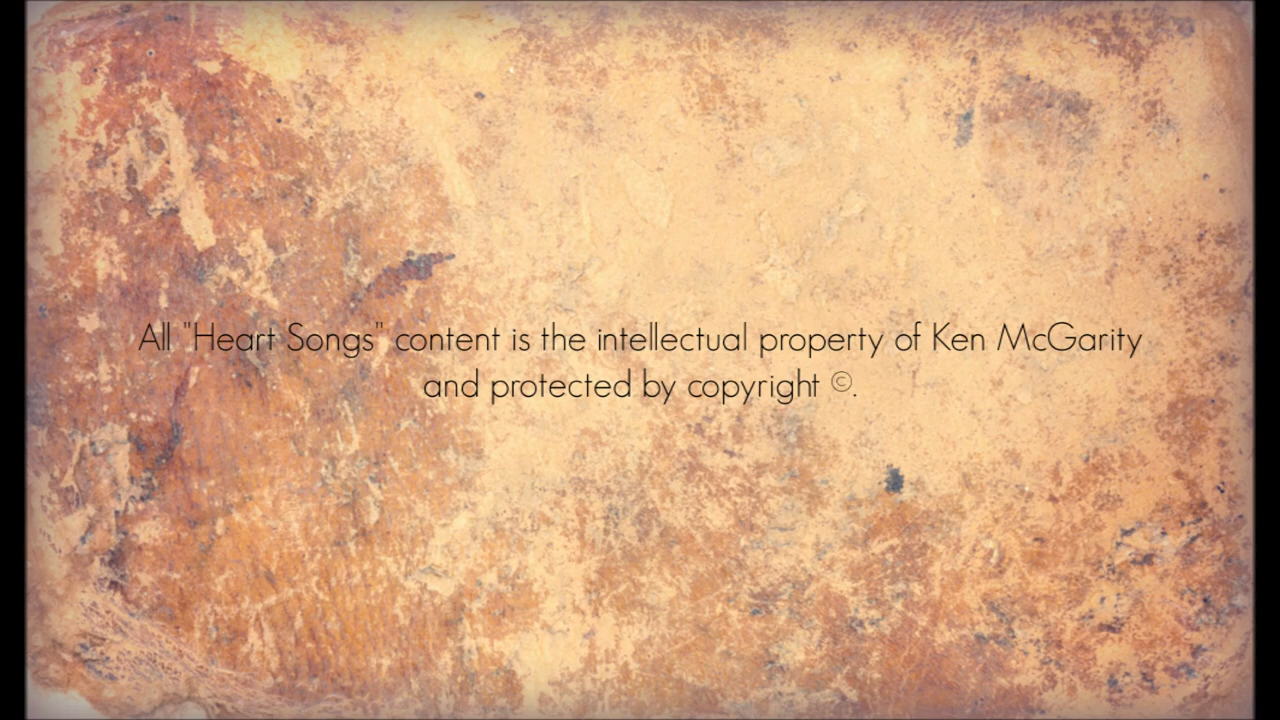 All "Heart Songs" content is the intellectual property of Ken McGarity
and protected by copyright ©.